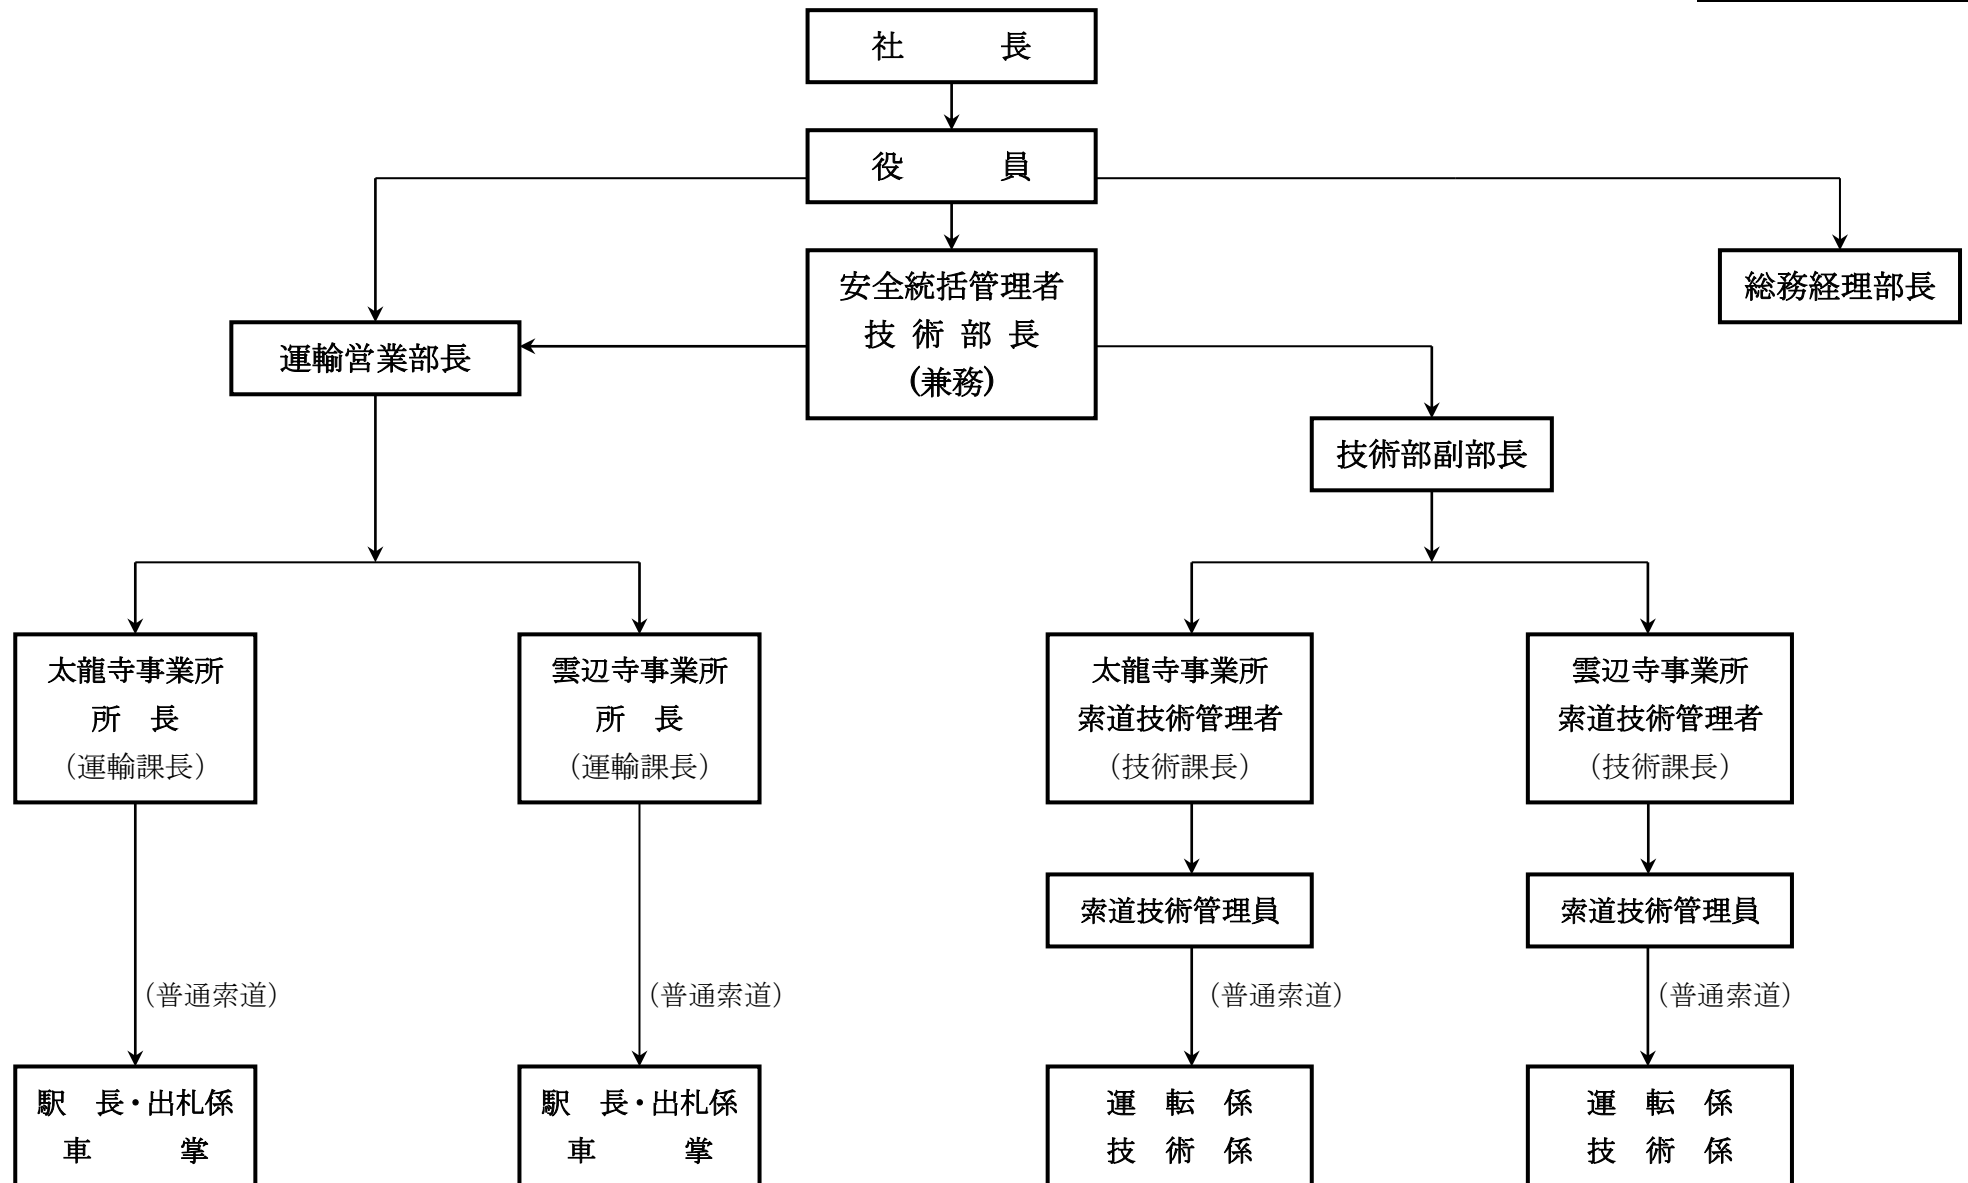 社　　　長
役　　　員
安全統括管理者
技 術 部 長
(兼務)
総務経理部長
運輸営業部長
技術部副部長
太龍寺事業所
所　長
（運輸課長）
雲辺寺事業所
所　長
（運輸課長）
太龍寺事業所
索道技術管理者
（技術課長）
雲辺寺事業所
索道技術管理者
（技術課長）
索道技術管理員
索道技術管理員
（普通索道）
（普通索道）
（普通索道）
（普通索道）
駅　長・出札係
車　　　掌
駅　長・出札係
車　　　掌
運　転　係
技　術　係
運　転　係
技　術　係